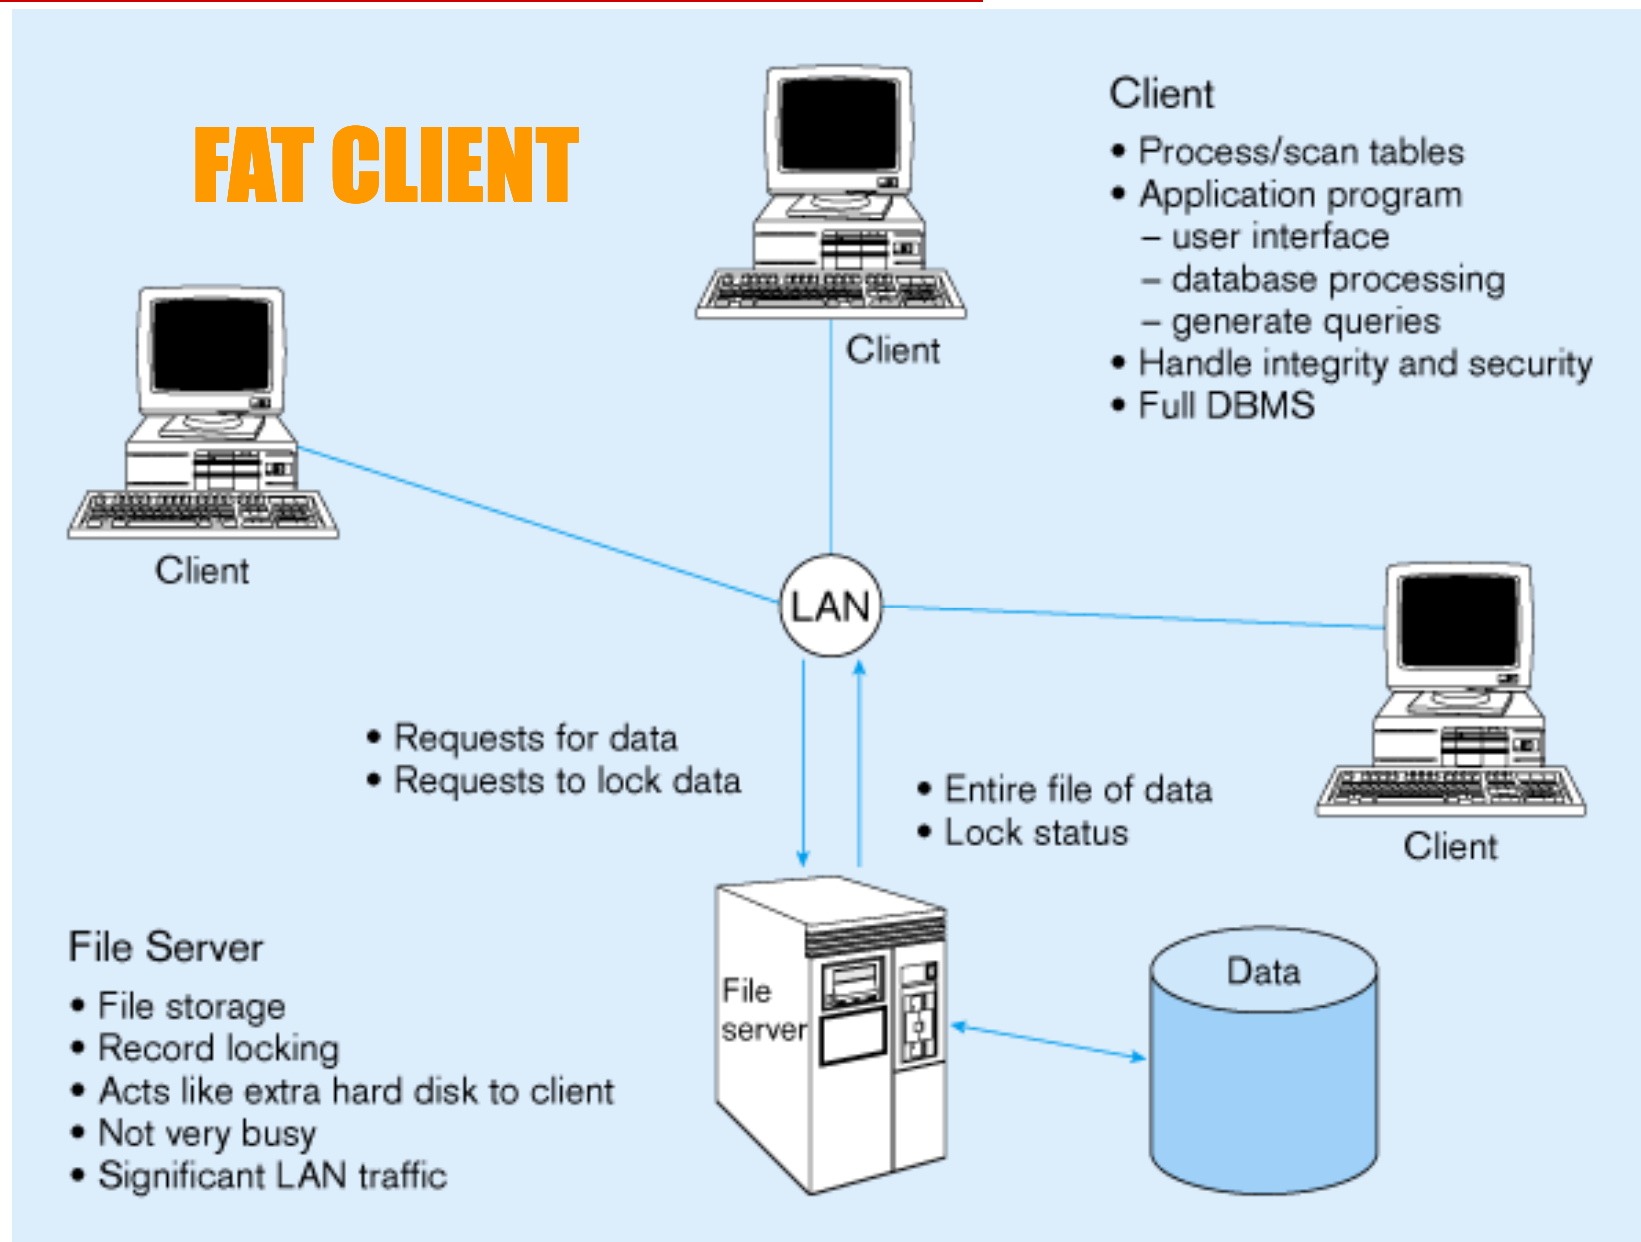 FAT CLIENT
Client
• Process/scan tables
• Application program
– user interface
– database processing
– generate queries
• Handle integrity and security
• Full DBMS
Client
Client
LAN
Client
• Requests for data
• Requests to lock data
• Entire file of data
• Lock status
File Server
• File storage
• Record locking
• Acts like extra hard disk to client
• Not very busy
• Significant LAN traffic
File
server
Data